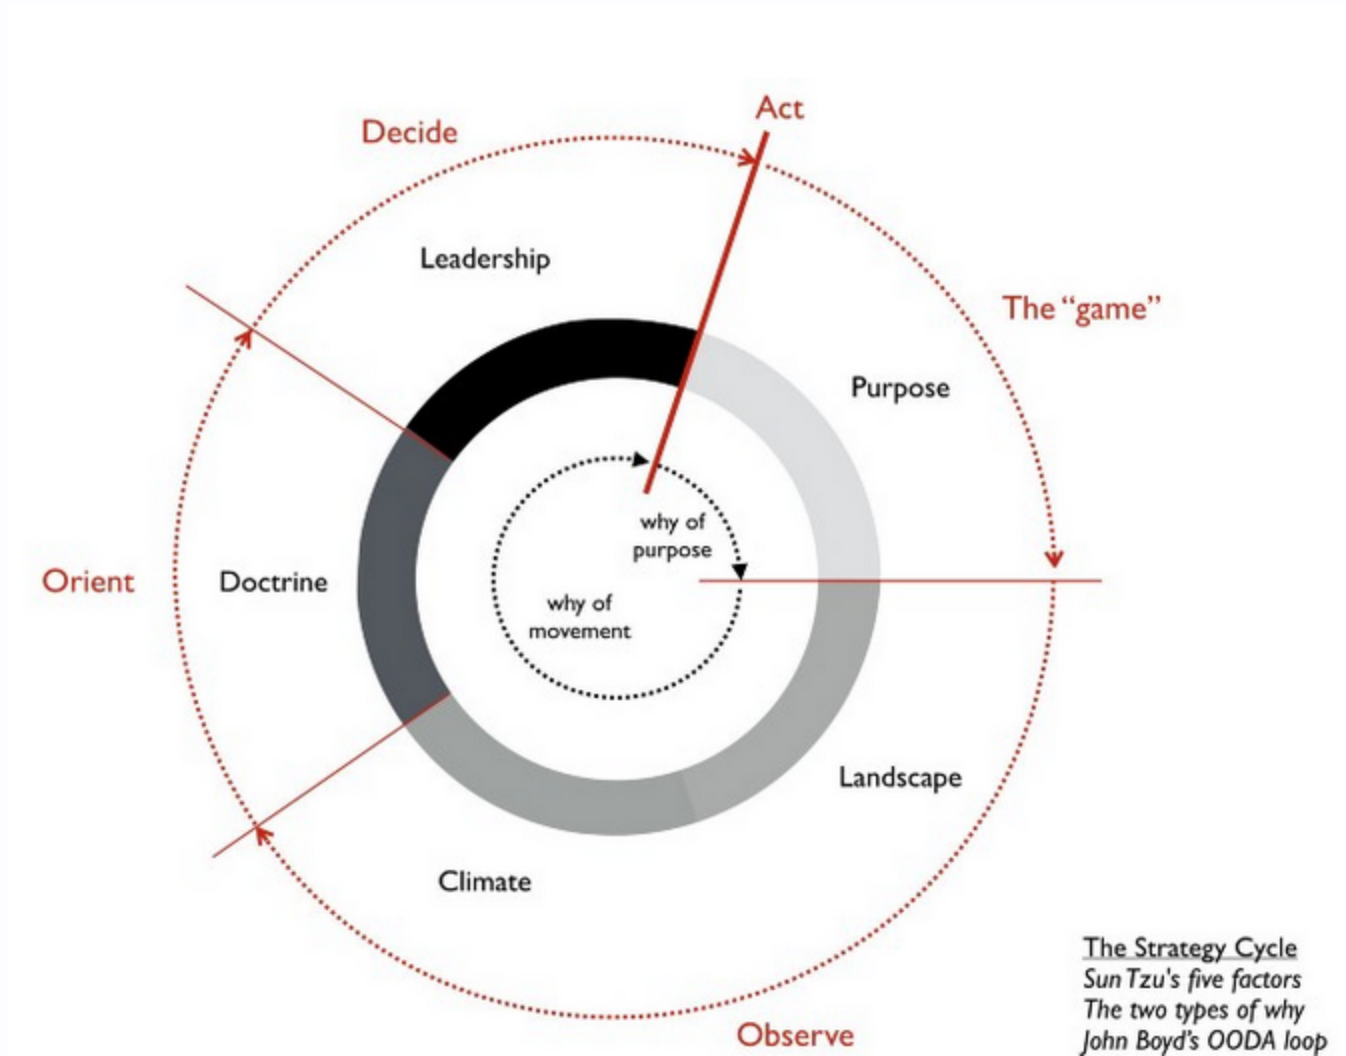 Act
Decide
Leadership
The “game”
Purpose
why of
purpose
Orient
Doctrine
why of
movement
Landscape
Climate
Observe
The Strategy Cycle
Sun Tzu's five factors
The two types of why
John Boyd's OODA loop